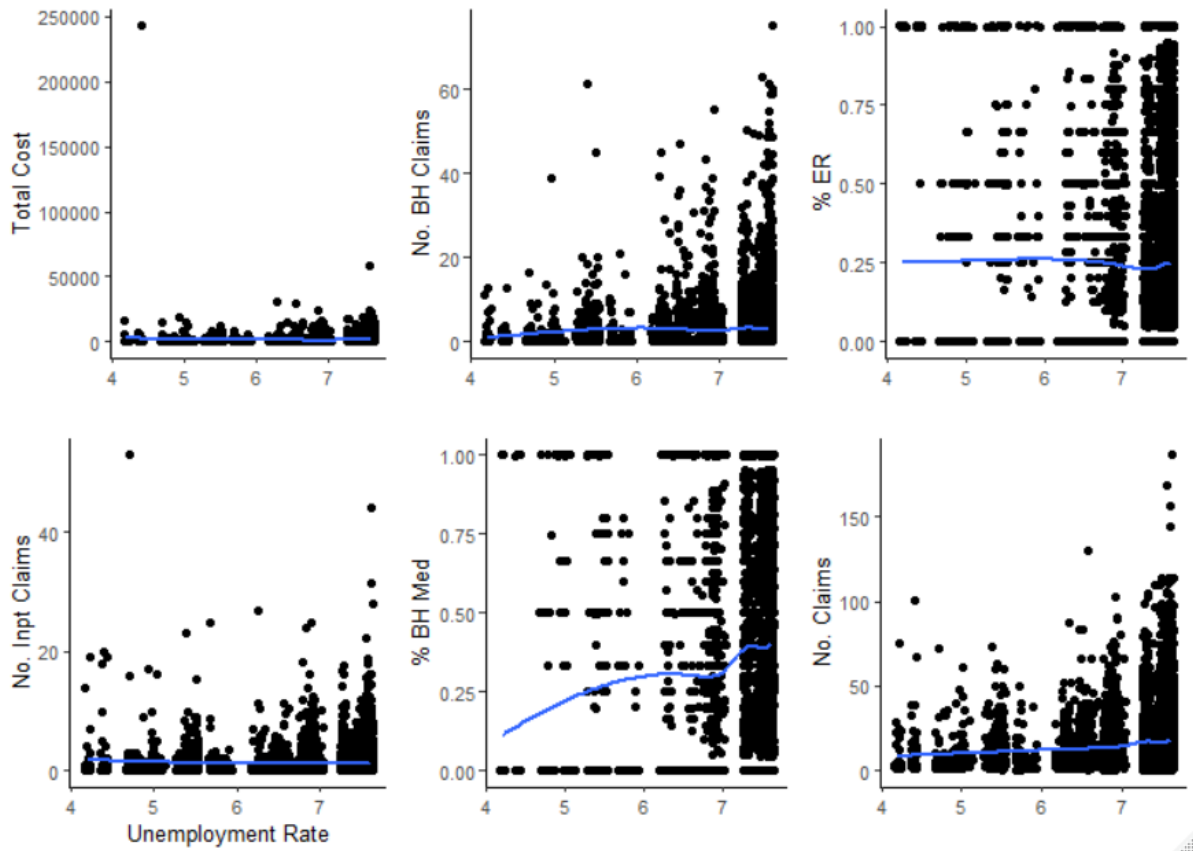 250000
200000
150000
100000
50000
0
Total Cost
4 5 6 7
60
40
20
0
No. BH Claims
4 5 6 7
1.00
0.75
0.50
0.25
0.00
% ER
4 5 6 7
40
20
0
No. Inpt Claims
4 5 6 7
Unemployment Rate
1.00
0.75
0.50
0.25
0.00
% BH Med
4 5 6 7
150
100
50
0
No. Claims
4 5 6 7